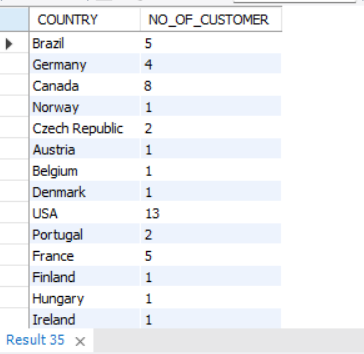 COUNTRY NO_OF_CUSTOMER
Brazil 5
Germany 4
Canada 8
Norway 1
Czech Republic 2
Austria 1
Belgium 1
Denmark 1
USA 13
Portugal 2
France 5
Finland 1
Hungary 1
Ireland 1
Result 35 ×